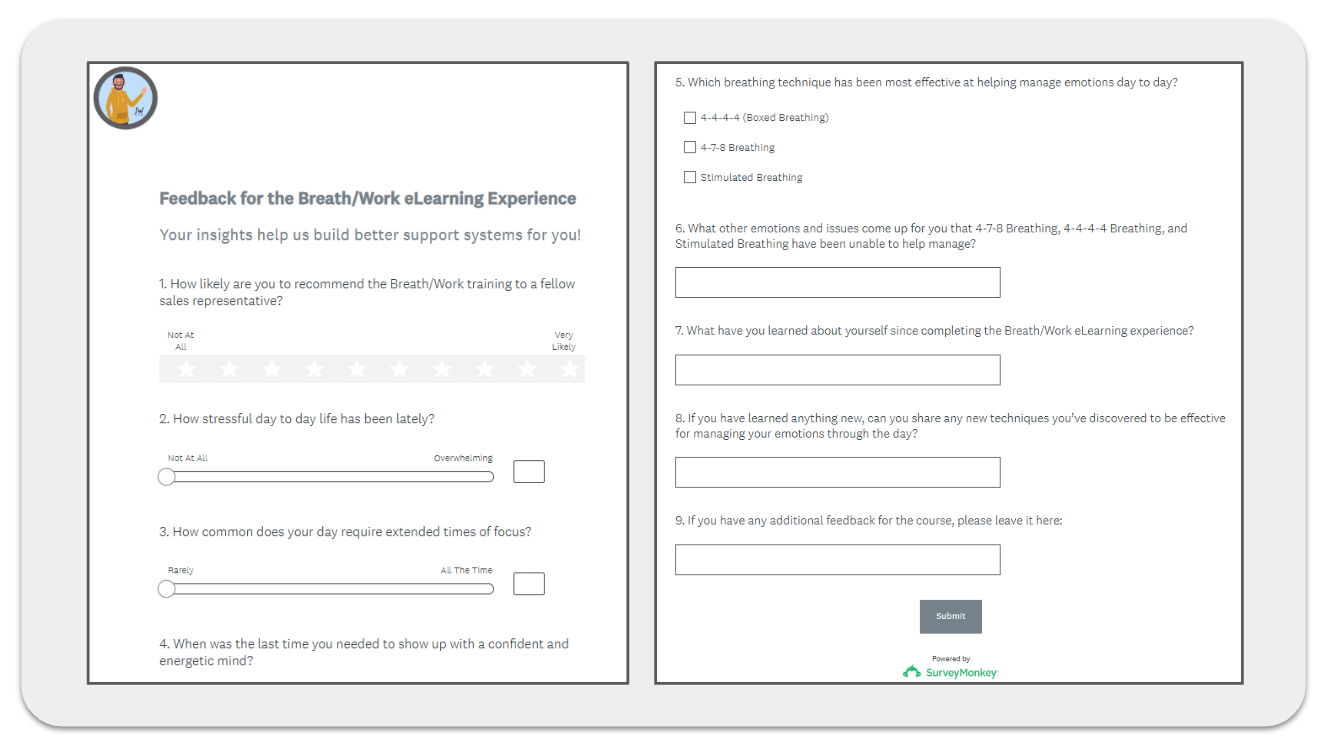 JW
Feedback for the Breath/Work eLearning Experience
Your insights help us build better support systems for you!
1. How likely are you to recommend the Breath/Work training to a fellow
sales representative?
Not At
All
Very
Likely
2. How stressful day to day life has been lately?
Not At All
Overwhelming
3. How common does your day require extended times of focus?
Rarely
All The Time
4. When was the last time you needed to show up with a confident and
energetic mind?
5. Which breathing technique has been most effective at helping manage emotions day to day?
4-4-4-4 (Boxed Breathing)
4-7-8 Breathing
Stimulated Breathing
6. What other emotions and issues come up for you that 4-7-8 Breathing, 4-4-4-4 Breathing, and
Stimulated Breathing have been unable to help manage?
7. What have you learned about yourself since completing the Breath/Work eLearning experience?
8. If you have learned anything new, can you share any new techniques you’ve discovered to be effective
for managing your emotions through the day?
9. If you have any additional feedback for the course, please leave it here:
Submit
Powered by
SurveyMonkey